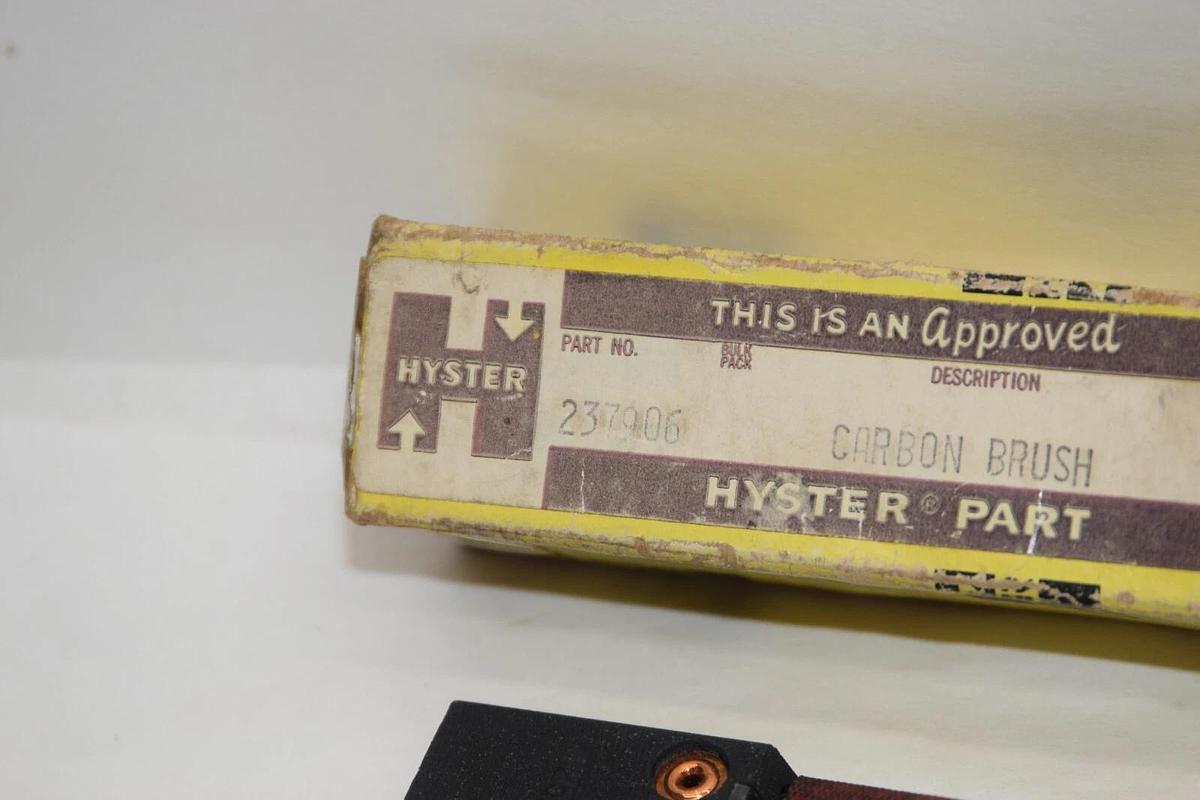 HYSTER
THIS IS AN Approved
PART NO.
BULK
PACK
DESCRIPTION
237906
CARBON BRUSH
HYSTER® PART